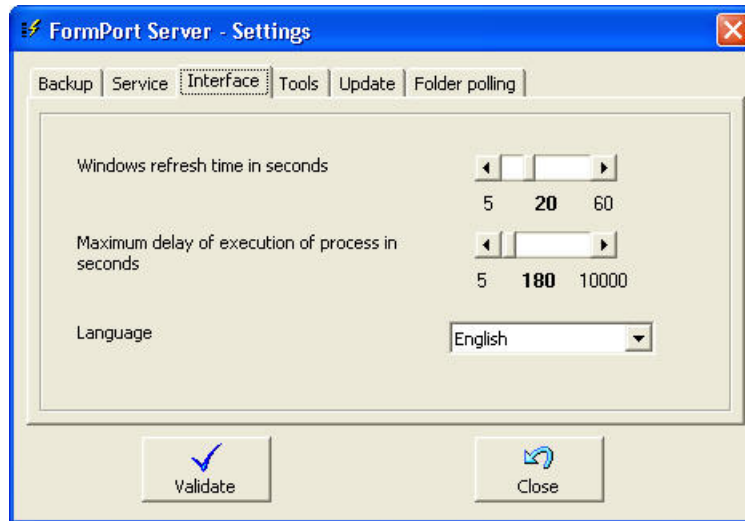 FormPort Server - Settings
Backup Service Interface Tools Update Folder polling
Windows refresh time in seconds
5 20 60
Maximum delay of execution of process in
seconds
5 180 10000
Language
English
Validate Close